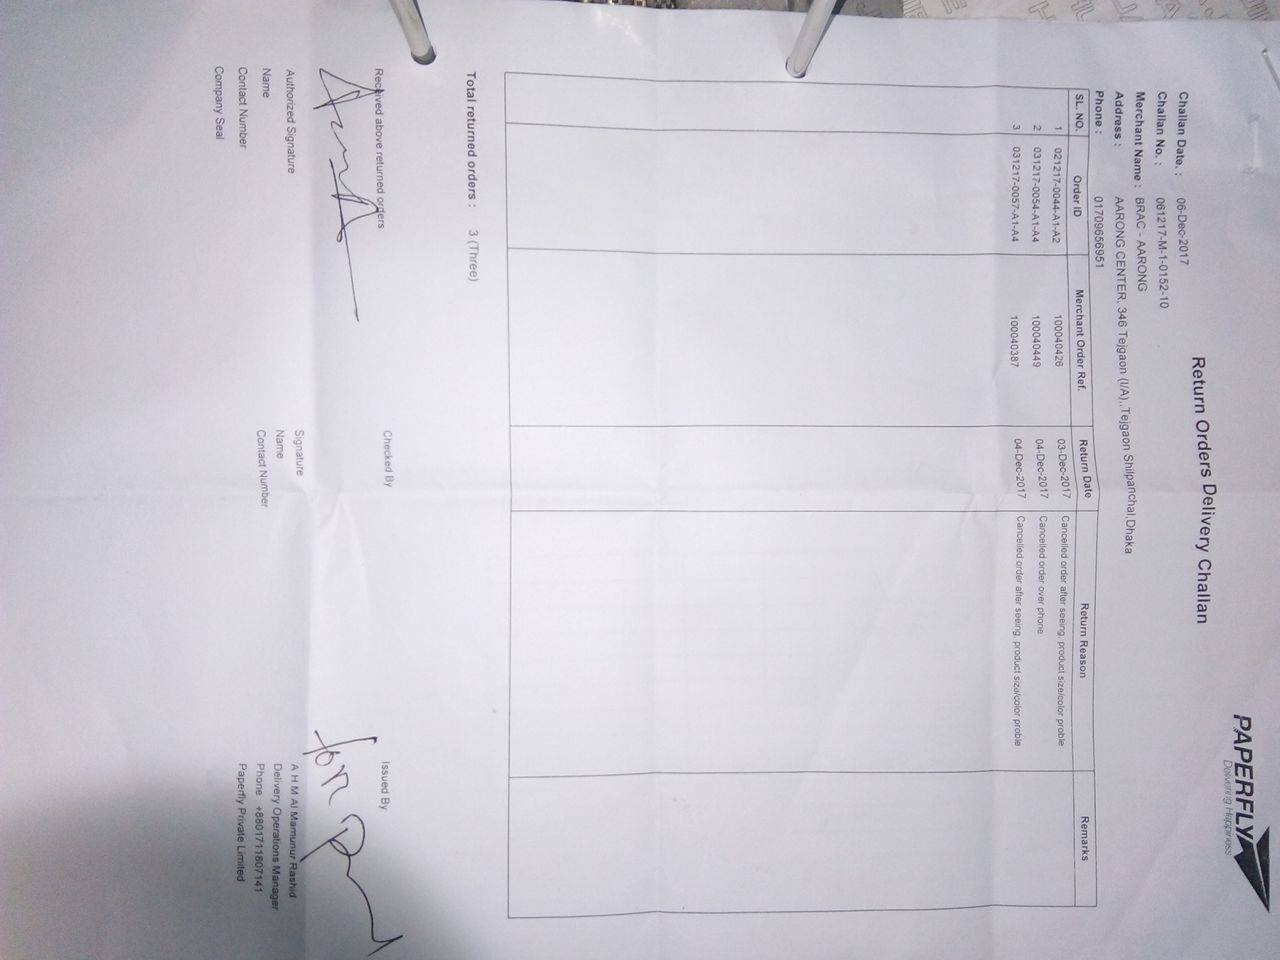 PAPERFLY
Delivering Happiness
Return Orders Delivery Challan
Challan Date. : 06-Dec-2017
Challan No. : 061217-M-1-0152-10
Merchant Name : BRAC - AARONG
Address : AARONG CENTER, 346 Tejgaon (I/A),,Tejgaon Shilpanchal,Dhaka
Phone : 01709656951
SL. NO. Order ID Merchant Order Ref. Return Date Return Reason Remarks
1 021217-0044-A1-A2 100040426 03-Dec-2017 Cancelled order after seeing, product size/color proble
2 031217-0054-A1-A4 100040449 04-Dec-2017 Cancelled order over phone
3 031217-0057-A1-A4 100040387 04-Dec-2017 Cancelled order after seeing, product size/color proble
Total returned orders : 3 (Three)
Received above returned orders Checked By Issued By
Authorized Signature Signature A H M Al Mamunur Rashid
Name Name Delivery Operations Manager
Contact Number Contact Number Phone +8801711807141
Company Seal Paperfly Private Limited